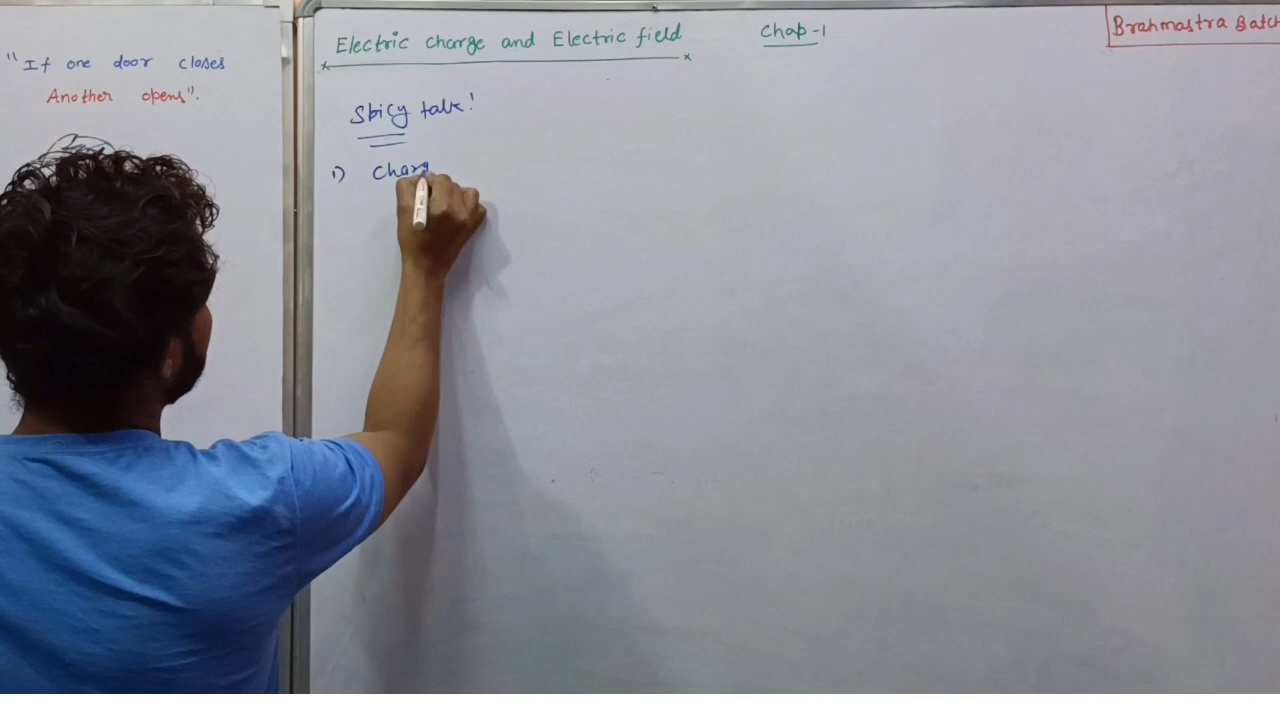 "If one door closes
Another opens".
Electric charge and Electric field
Chap-1
Brahmastra Batch
Spicy talk!
1) Charg